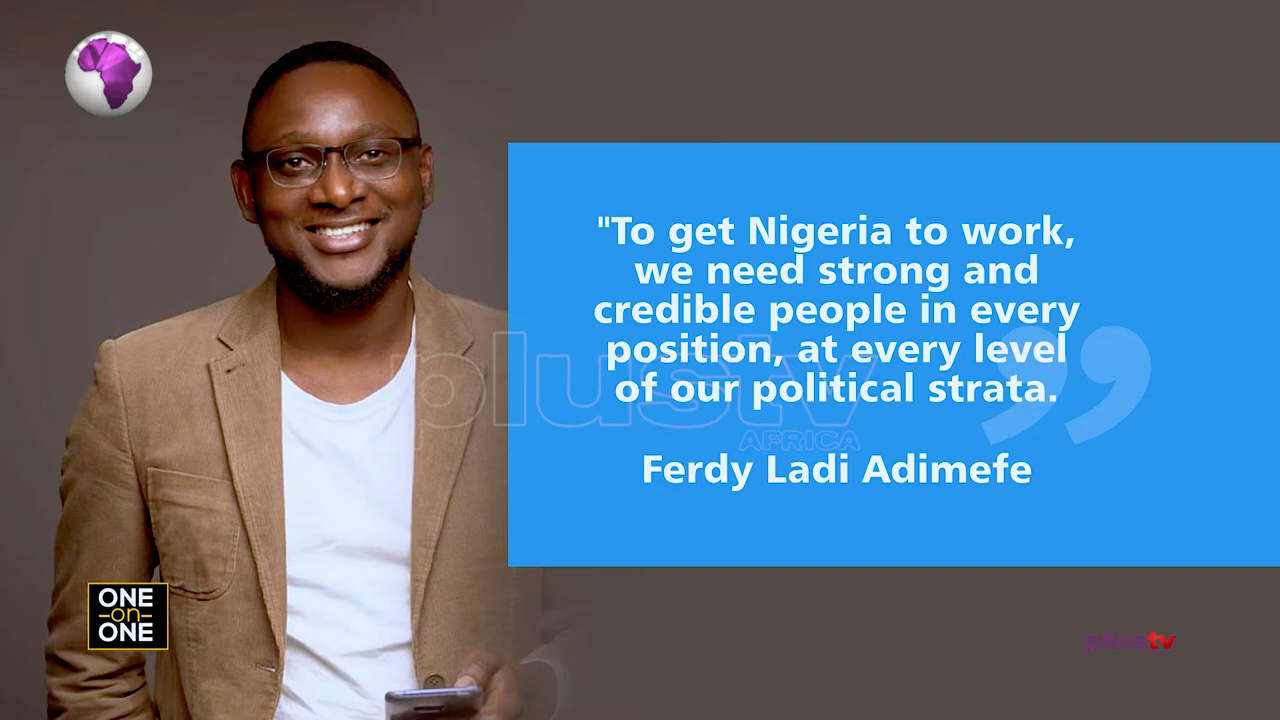 "To get Nigeria to work,
we need strong and
credible people in every
position, at every level
of our political strata.
Ferdy Ladi Adimefe
plustv
AFRICA
ONE
on
ONE
plustv